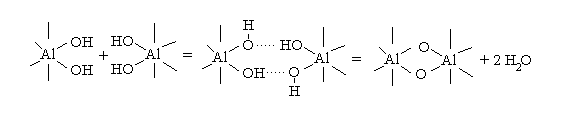 H
OH HO O HO O
Al + Al = Al Al = Al Al + 2 H₂O
OH HO OH O O
H